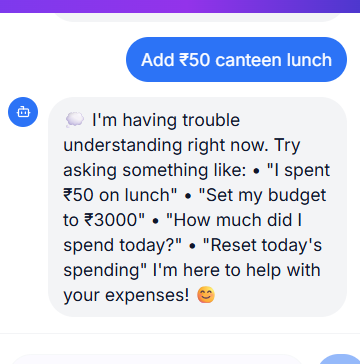 Add ₹50 canteen lunch
💭 I'm having trouble
understanding right now. Try
asking something like: • "I spent
₹50 on lunch" • "Set my budget
to ₹3000" • "How much did I
spend today?" • "Reset today's
spending" I'm here to help with
your expenses! 😊